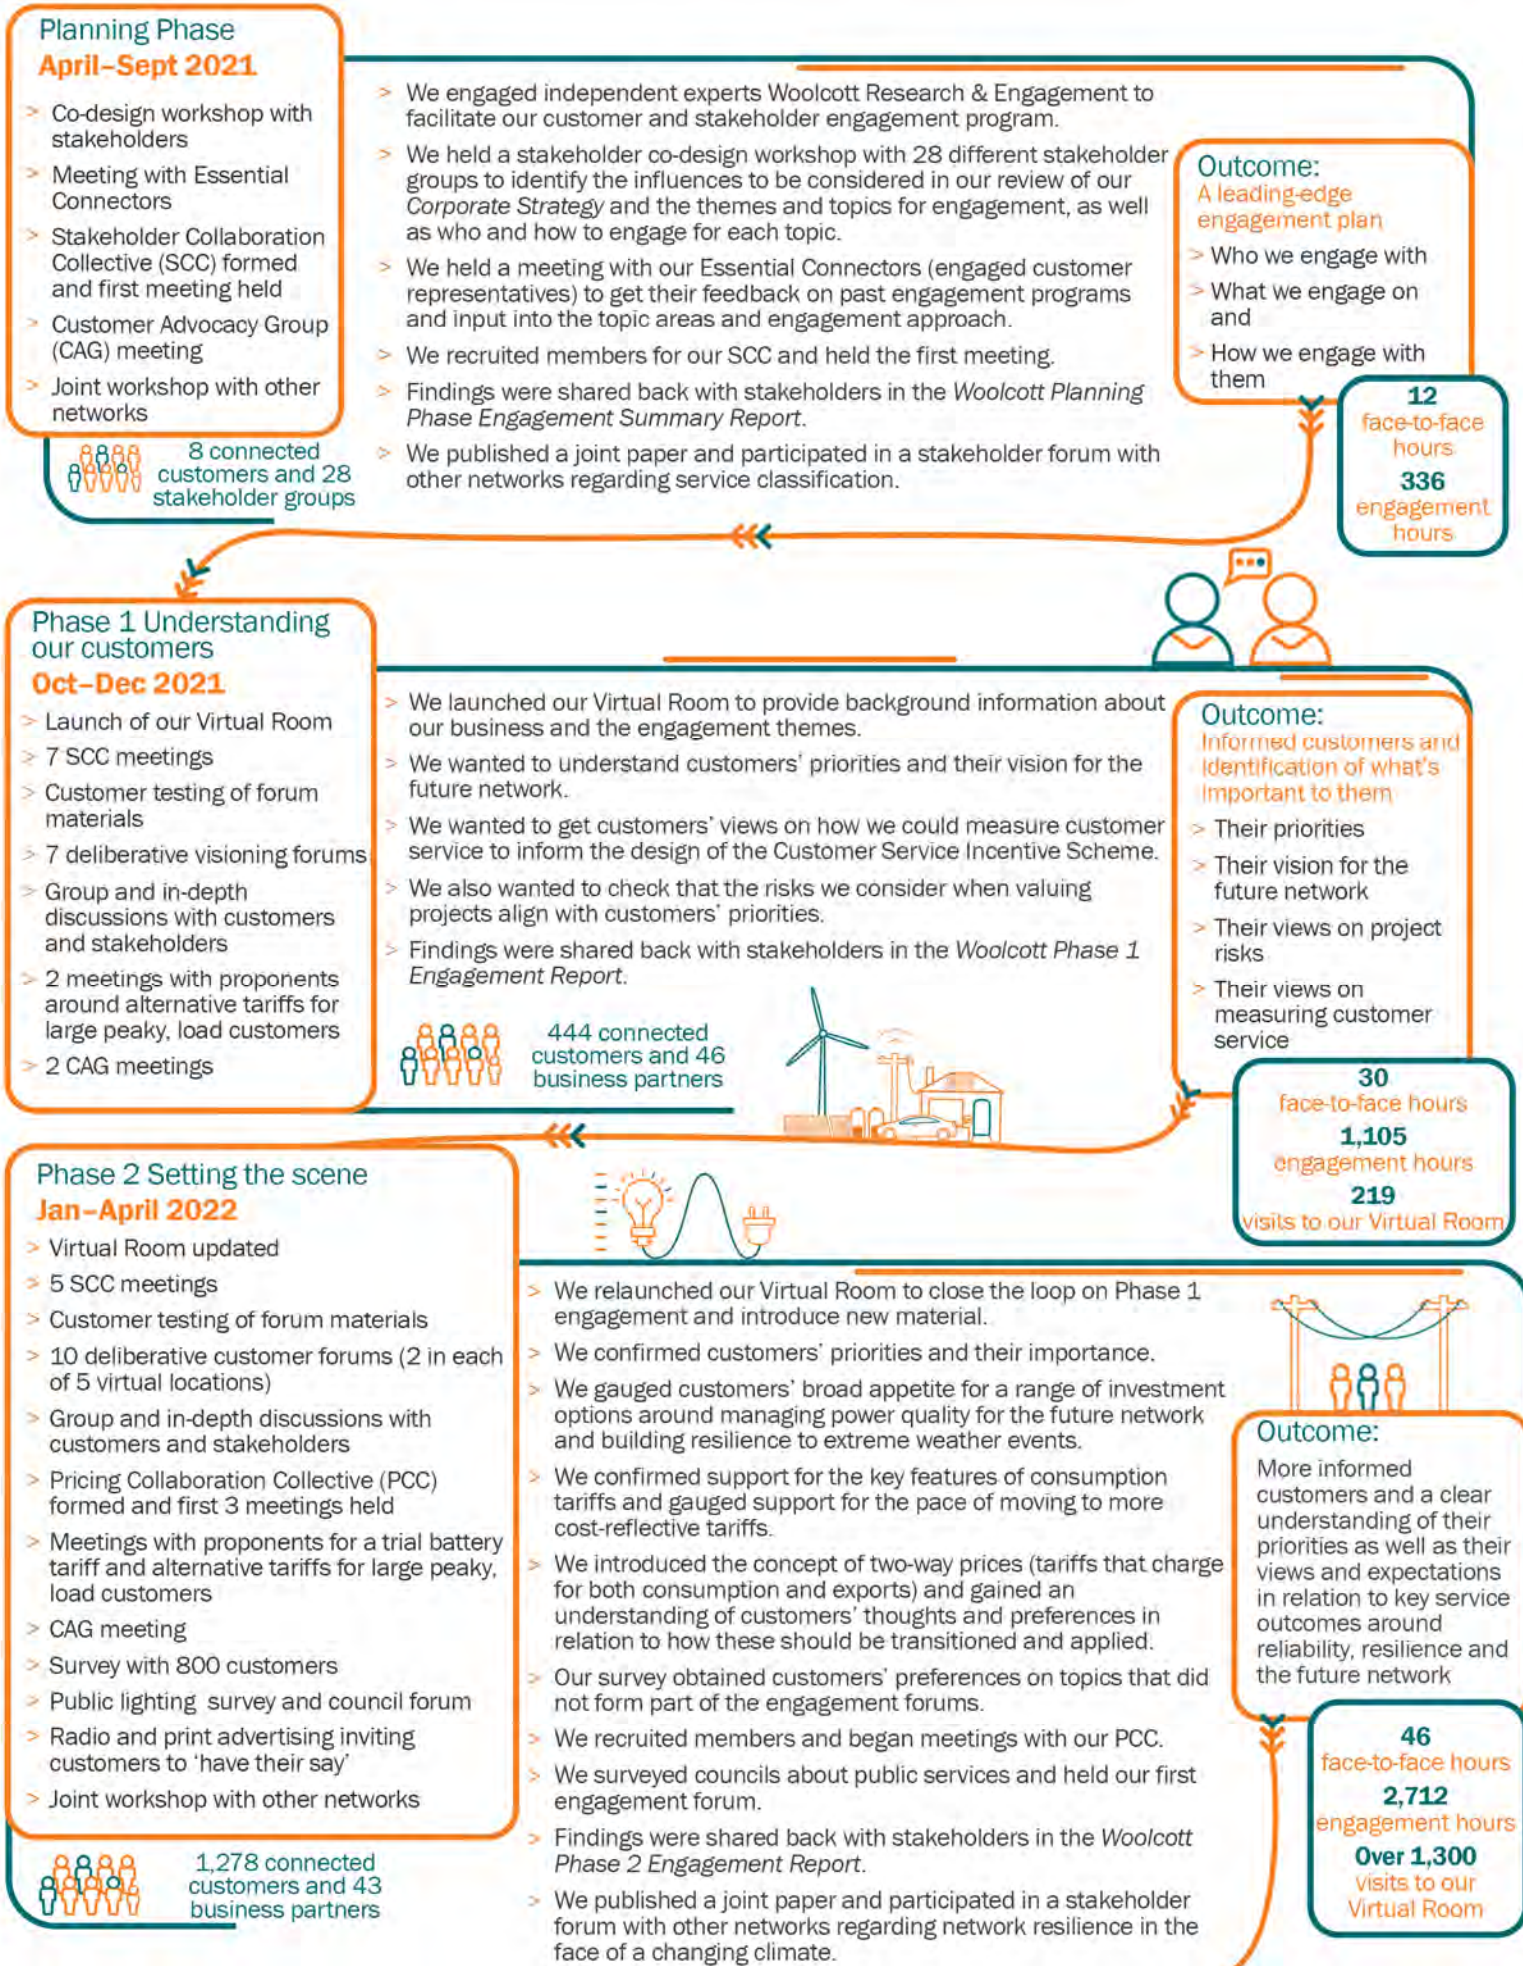 Planning Phase
April–Sept 2021
> Co-design workshop with
stakeholders
> Meeting with Essential
Connectors
> Stakeholder Collaboration
Collective (SCC) formed
and first meeting held
> Customer Advocacy Group
(CAG) meeting
> Joint workshop with other
networks
8 connected
customers and 28
stakeholder groups
> We engaged independent experts Woolcott Research & Engagement to
facilitate our customer and stakeholder engagement program.
> We held a stakeholder co-design workshop with 28 different stakeholder
groups to identify the influences to be considered in our review of our
Corporate Strategy and the themes and topics for engagement, as well
as who and how to engage for each topic.
> We held a meeting with our Essential Connectors (engaged customer
representatives) to get their feedback on past engagement programs
and input into the topic areas and engagement approach.
> We recruited members for our SCC and held the first meeting.
> Findings were shared back with stakeholders in the Woolcott Planning
Phase Engagement Summary Report.
> We published a joint paper and participated in a stakeholder forum with
other networks regarding service classification.
Outcome:
A leading-edge
engagement plan
> Who we engage with
> What we engage on
and
> How we engage with
them
12
face-to-face
hours
336
engagement
hours
Phase 1 Understanding
our customers
Oct–Dec 2021
> Launch of our Virtual Room
> 7 SCC meetings
> Customer testing of forum
materials
> 7 deliberative visioning forums
> Group and in-depth
discussions with customers
and stakeholders
> 2 meetings with proponents
around alternative tariffs for
large peaky, load customers
> 2 CAG meetings
> We launched our Virtual Room to provide background information about
our business and the engagement themes.
> We wanted to understand customers' priorities and their vision for the
future network.
> We wanted to get customers' views on how we could measure customer
service to inform the design of the Customer Service Incentive Scheme.
> We also wanted to check that the risks we consider when valuing
projects align with customers' priorities.
> Findings were shared back with stakeholders in the Woolcott Phase 1
Engagement Report.
444 connected
customers and 46
business partners
Outcome:
Informed customers and
identification of what's
important to them
> Their priorities
> Their vision for the
future network
> Their views on project
risks
> Their views on
measuring customer
service
30
face-to-face hours
1,105
engagement hours
219
visits to our Virtual Room
Phase 2 Setting the scene
Jan–April 2022
> Virtual Room updated
> 5 SCC meetings
> Customer testing of forum materials
> 10 deliberative customer forums (2 in each
of 5 virtual locations)
> Group and in-depth discussions with
customers and stakeholders
> Pricing Collaboration Collective (PCC)
formed and first 3 meetings held
> Meetings with proponents for a trial battery
tariff and alternative tariffs for large peaky,
load customers
> CAG meeting
> Survey with 800 customers
> Public lighting survey and council forum
> Radio and print advertising inviting
customers to 'have their say'
> Joint workshop with other networks
1,278 connected
customers and 43
business partners
> We relaunched our Virtual Room to close the loop on Phase 1
engagement and introduce new material.
> We confirmed customers' priorities and their importance.
> We gauged customers' broad appetite for a range of investment
options around managing power quality for the future network
and building resilience to extreme weather events.
> We confirmed support for the key features of consumption
tariffs and gauged support for the pace of moving to more
cost-reflective tariffs.
> We introduced the concept of two-way prices (tariffs that charge
for both consumption and exports) and gained an
understanding of customers' thoughts and preferences in
relation to how these should be transitioned and applied.
> Our survey obtained customers' preferences on topics that did
not form part of the engagement forums.
> We recruited members and began meetings with our PCC.
> We surveyed councils about public services and held our first
engagement forum.
> Findings were shared back with stakeholders in the Woolcott
Phase 2 Engagement Report.
> We published a joint paper and participated in a stakeholder
forum with other networks regarding network resilience in the
face of a changing climate.
Outcome:
More informed
customers and a clear
understanding of their
priorities as well as their
views and expectations
in relation to key service
outcomes around
reliability, resilience and
the future network
46
face-to-face hours
2,712
engagement hours
Over 1,300
visits to our
Virtual Room